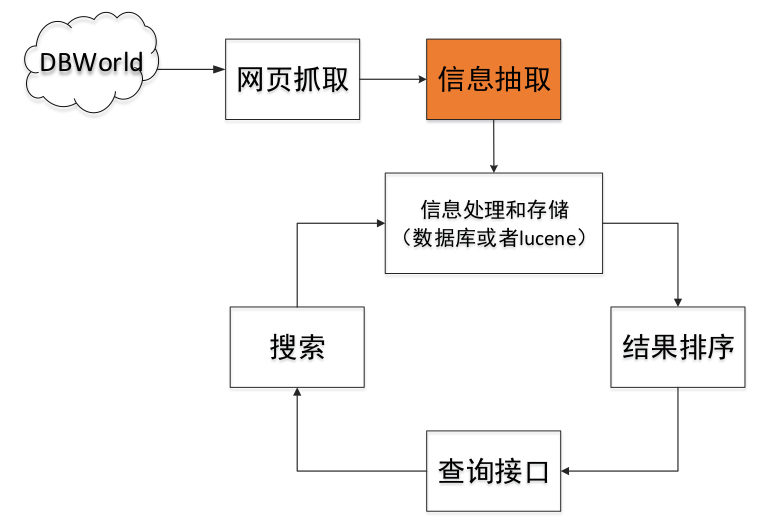 DBWorld
网页抓取
信息抽取
信息处理和存储
（数据库或者lucene）
搜索
结果排序
查询接口